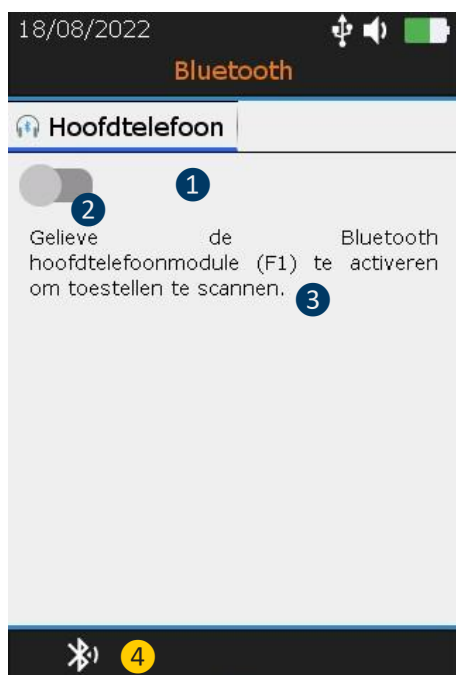 18/08/2022
Bluetooth
Hoofdtelefoon
1
2
Gelieve de Bluetooth
hoofdtelefoonmodule (F1) te activeren
om toestellen te scannen.
3
4